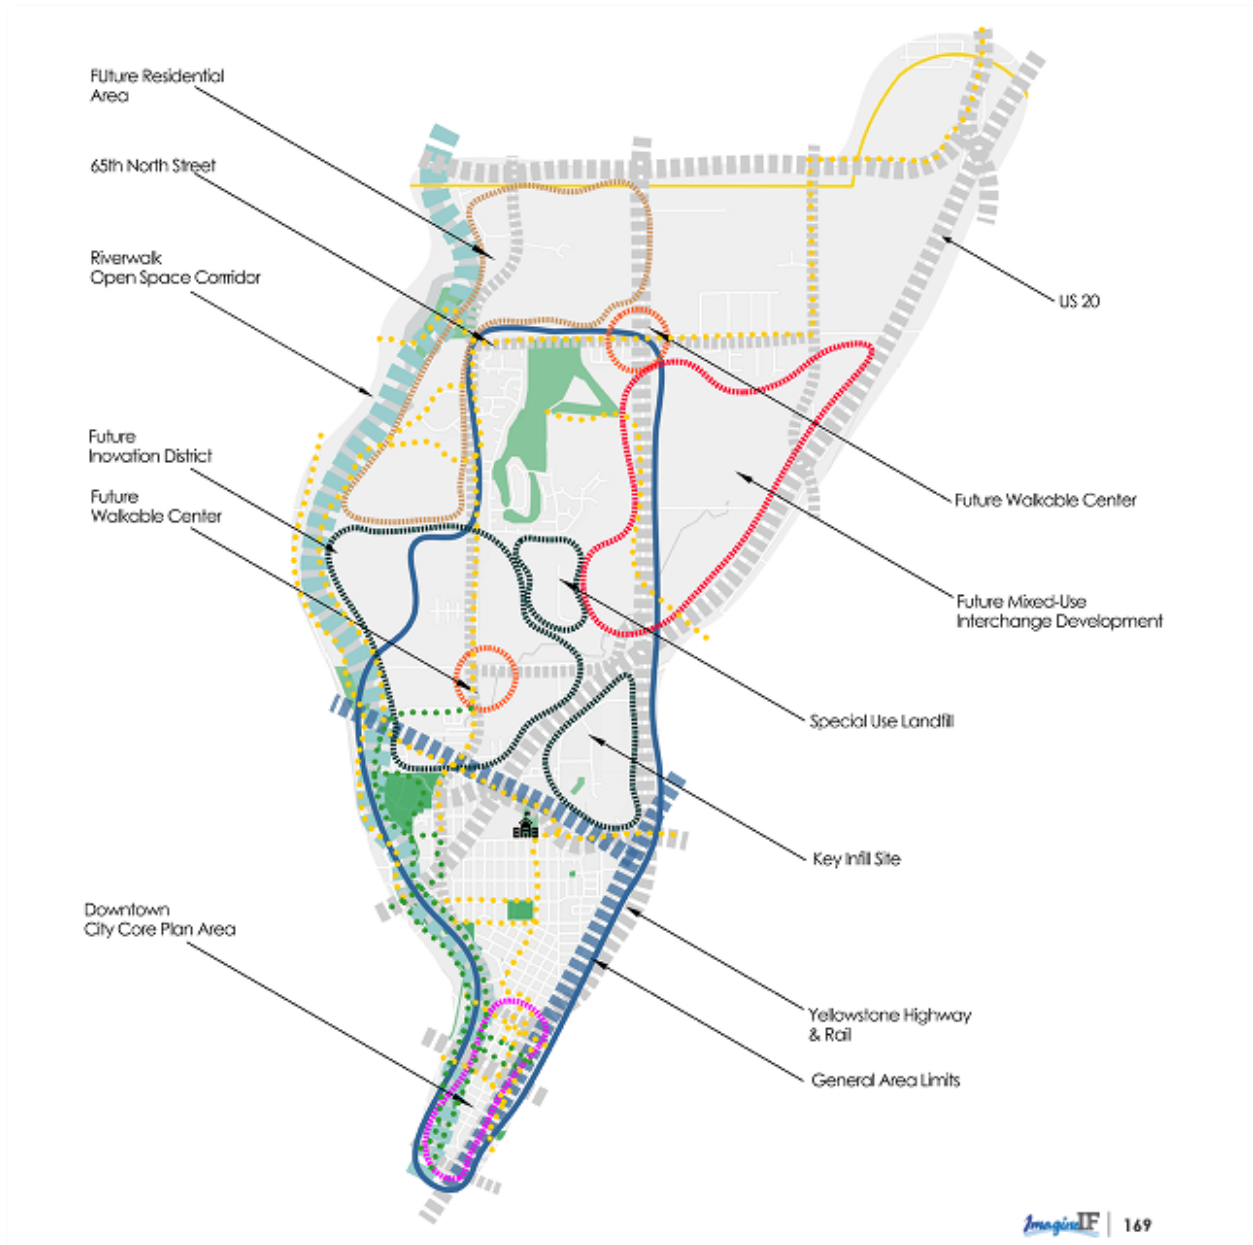 FUture Residential
Area
65th North Street
Riverwalk
Open Space Corrridor
US 20
Future
Inovation District
Future
Walkable Center
Future Walkable Center
Future Mixed-Use
Interchange Development
Special Use Landfill
Key Infill Site
Downtown
City Core Plan Area
Yellowstone Highway
& Rail
General Area Limits
ImagineIF | 169